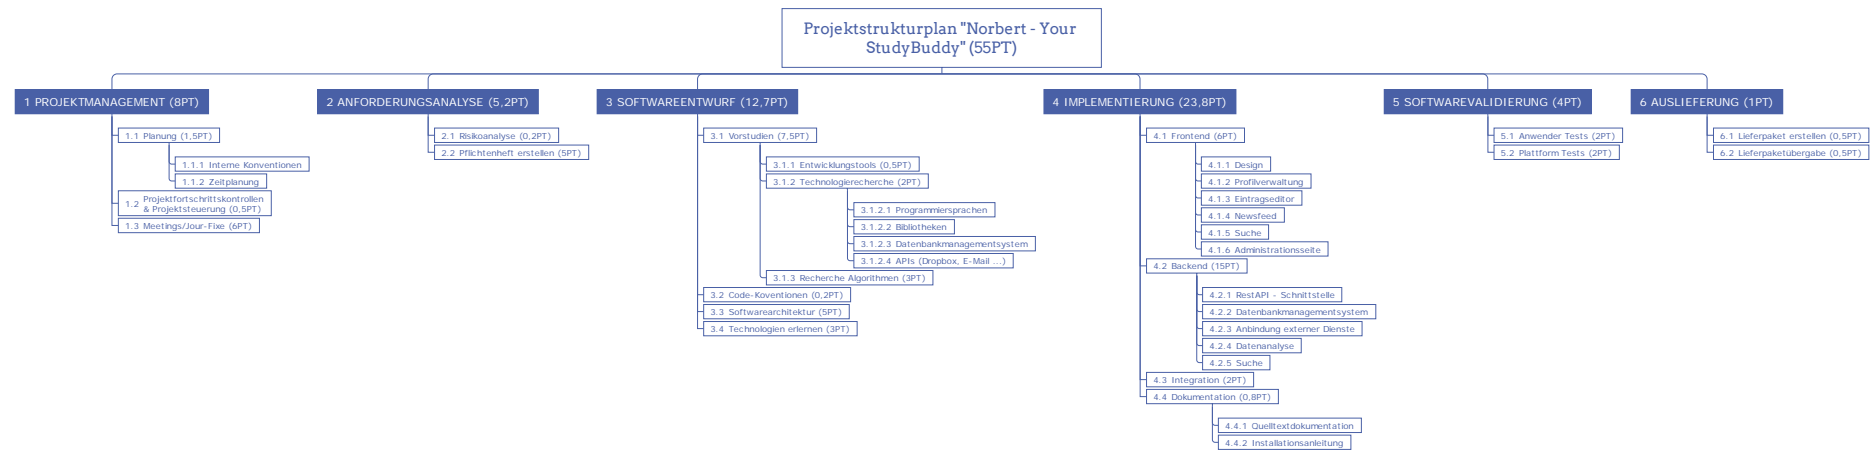 Projektstrukturplan "Norbert - Your
StudyBuddy" (55PT)
1 PROJEKTMANAGEMENT (8PT)
1.1 Planung (1,5PT)
1.1.1 Interne Konventionen
1.1.2 Zeitplanung
1.2 Projektfortschrittskontrollen
& Projektsteuerung (0,5PT)
1.3 Meetings/Jour-Fixe (6PT)
2 ANFORDERUNGSANALYSE (5,2PT)
2.1 Risikoanalyse (0,2PT)
2.2 Pflichtenheft erstellen (5PT)
3 SOFTWAREENTWURF (12,7PT)
3.1 Vorstudien (7,5PT)
3.1.1 Entwicklungstools (0,5PT)
3.1.2 Technologierecherche (2PT)
3.1.2.1 Programmiersprachen
3.1.2.2 Bibliotheken
3.1.2.3 Datenbankmanagementsystem
3.1.2.4 APIs (Dropbox, E-Mail ...)
3.1.3 Recherche Algorithmen (3PT)
3.2 Code-Koventionen (0,2PT)
3.3 Softwarearchitektur (5PT)
3.4 Technologien erlernen (3PT)
4 IMPLEMENTIERUNG (23,8PT)
4.1 Frontend (6PT)
4.1.1 Design
4.1.2 Profilverwaltung
4.1.3 Eintragseditor
4.1.4 Newsfeed
4.1.5 Suche
4.1.6 Administrationsseite
4.2 Backend (15PT)
4.2.1 RestAPI - Schnittstelle
4.2.2 Datenbankmanagementsystem
4.2.3 Anbindung externer Dienste
4.2.4 Datenanalyse
4.2.5 Suche
4.3 Integration (2PT)
4.4 Dokumentation (0,8PT)
4.4.1 Quelltextdokumentation
4.4.2 Installationsanleitung
5 SOFTWAREVALIDIERUNG (4PT)
5.1 Anwender Tests (2PT)
5.2 Plattform Tests (2PT)
6 AUSLIEFERUNG (1PT)
6.1 Lieferpaket erstellen (0,5PT)
6.2 Lieferpaketübergabe (0,5PT)